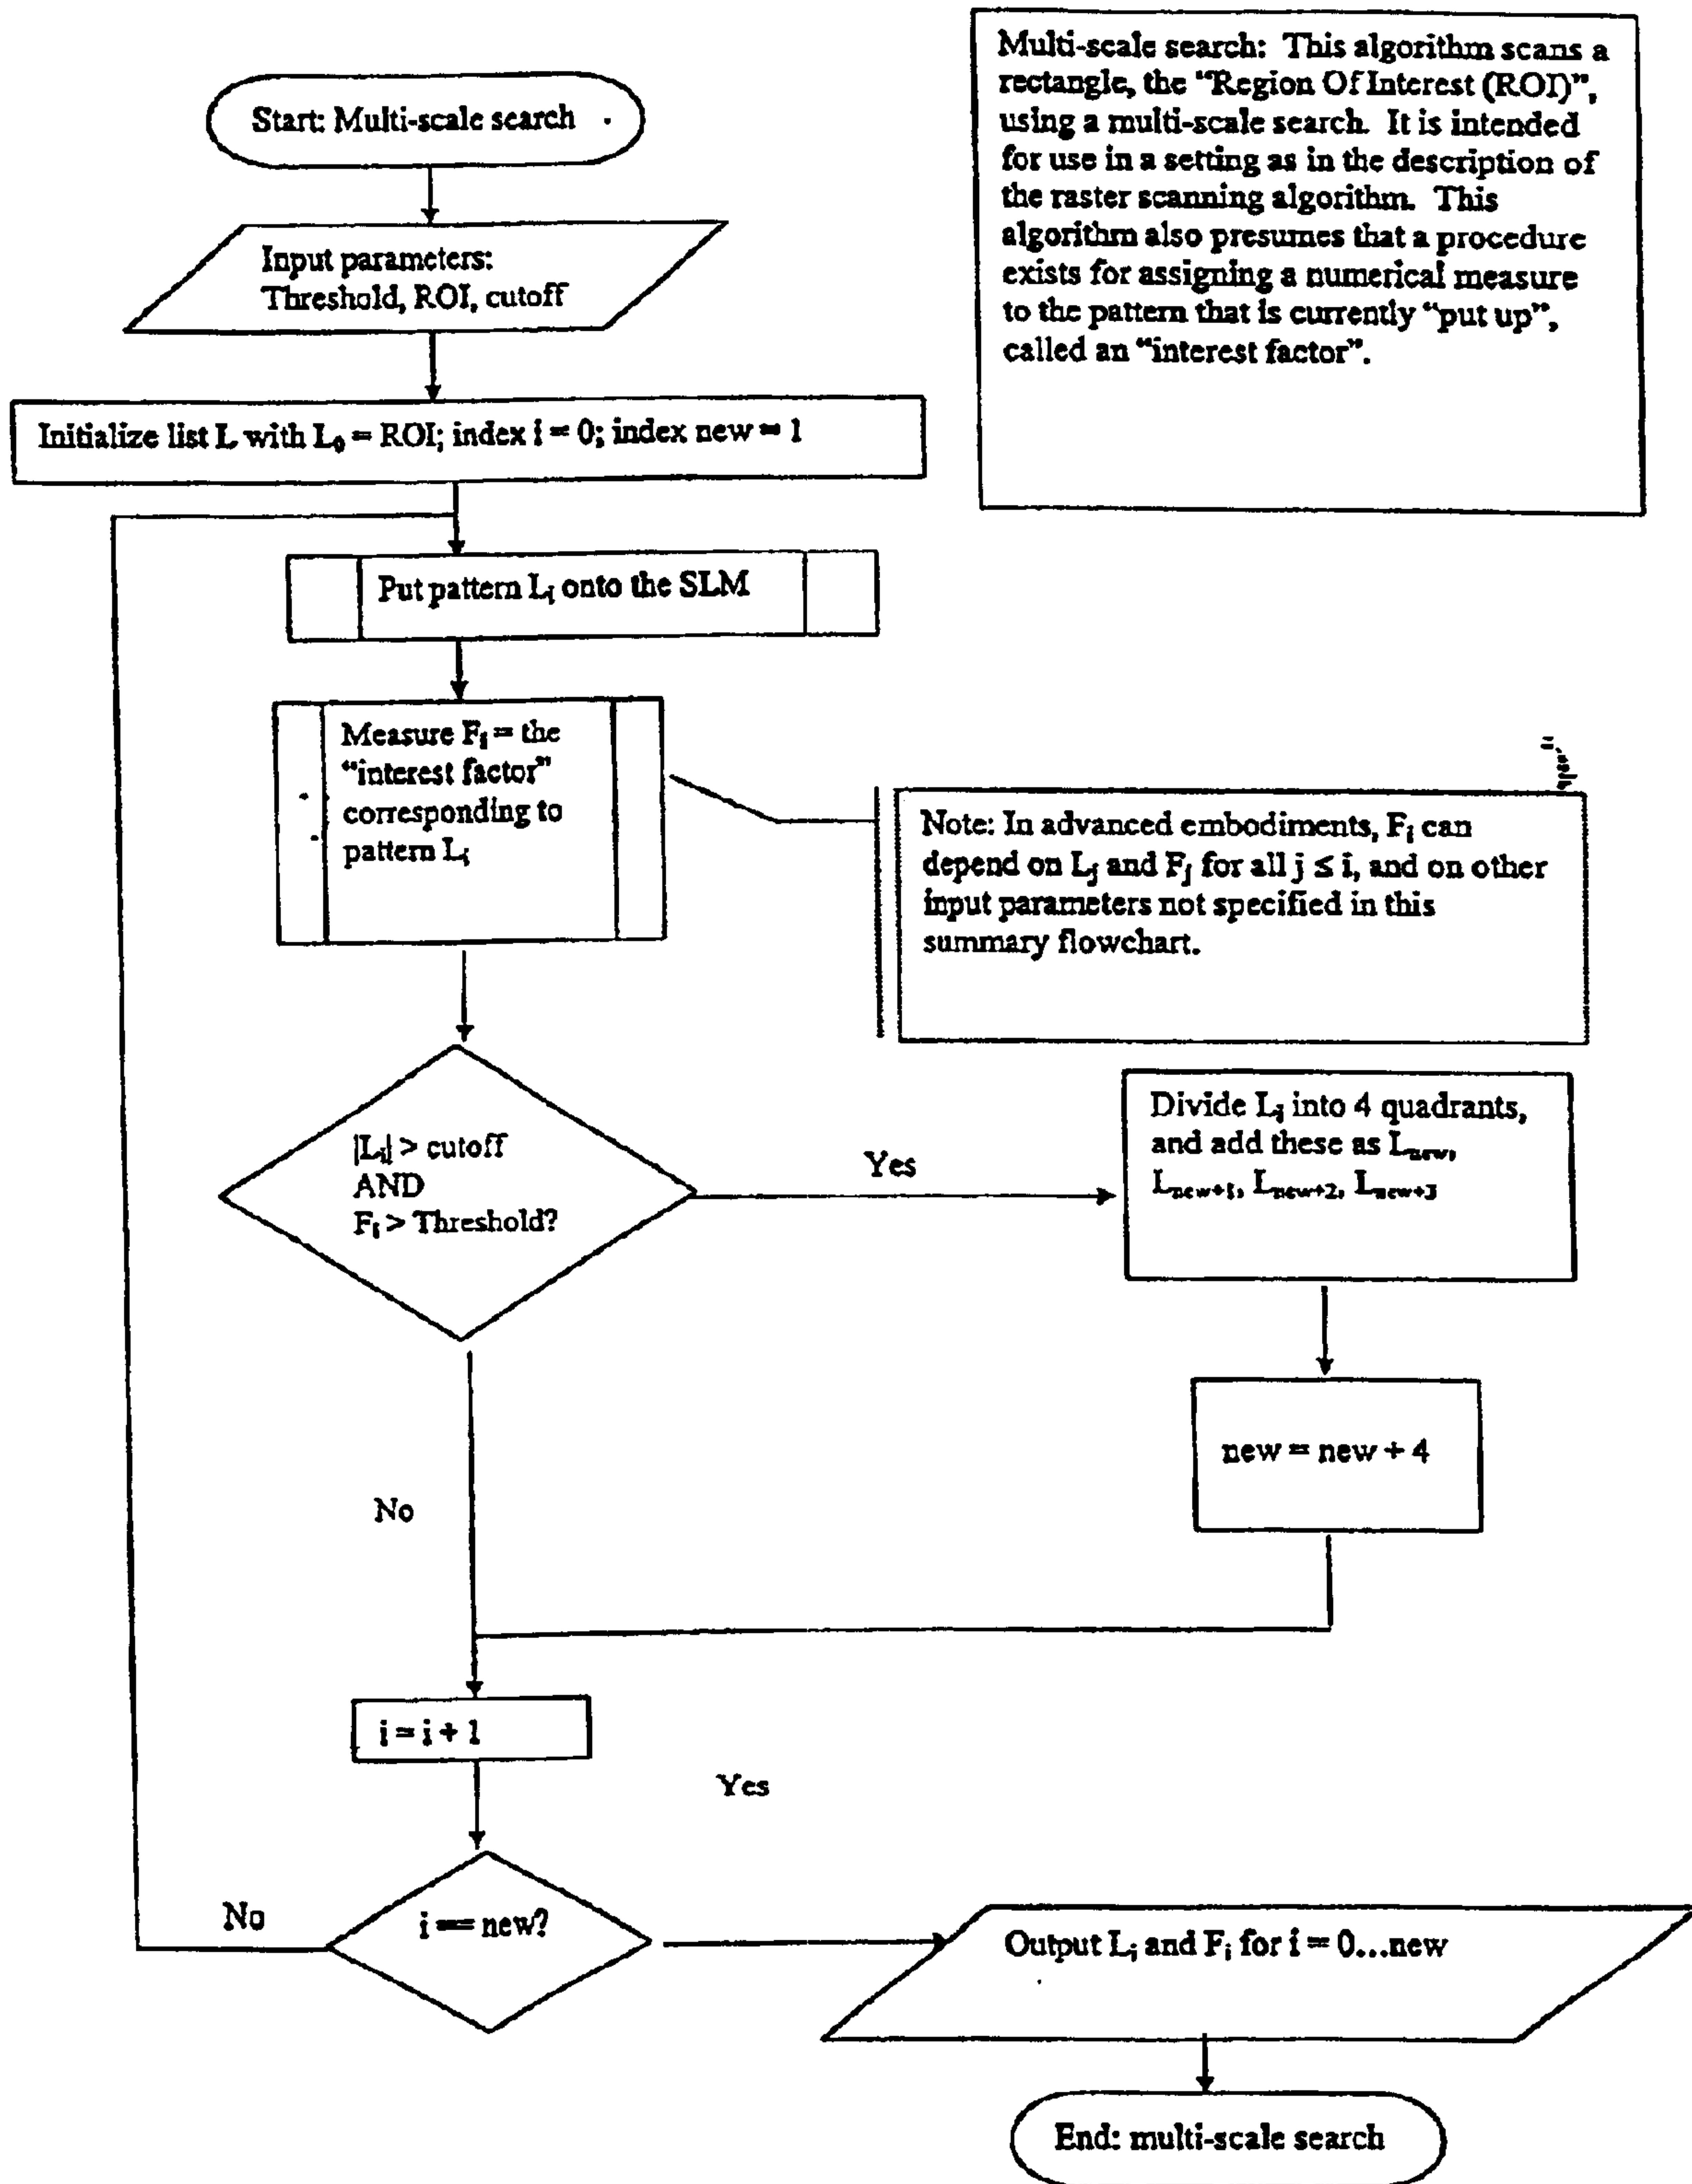 Start: Multi-scale search
Multi-scale search: This algorithm scans a
rectangle, the “Region Of Interest (ROI)”,
using a multi-scale search. It is intended
for use in a setting as in the description of
the raster scanning algorithm. This
algorithm also presumes that a procedure
exists for assigning a numerical measure
to the pattern that is currently “put up”,
called an “interest factor”.
Input parameters:
Threshold, ROI, cutoff
Initialize list L with L₀ = ROI; index i = 0; index new = 1
Put pattern Lᵢ onto the SLM
Measure Fᵢ = the
“interest factor”
corresponding to
pattern Lᵢ
Note: In advanced embodiments, Fᵢ can
depend on Lⱼ and Fⱼ for all j ≤ i, and on other
input parameters not specified in this
summary flowchart.
|Lᵢ| > cutoff
AND
Fᵢ > Threshold?
Yes
Divide Lᵢ into 4 quadrants,
and add these as Lnew,
Lnew+1, Lnew+2, Lnew+3
new = new + 4
No
i = i + 1
Yes
No
i == new?
Output Lᵢ and Fᵢ for i = 0...new
End: multi-scale search